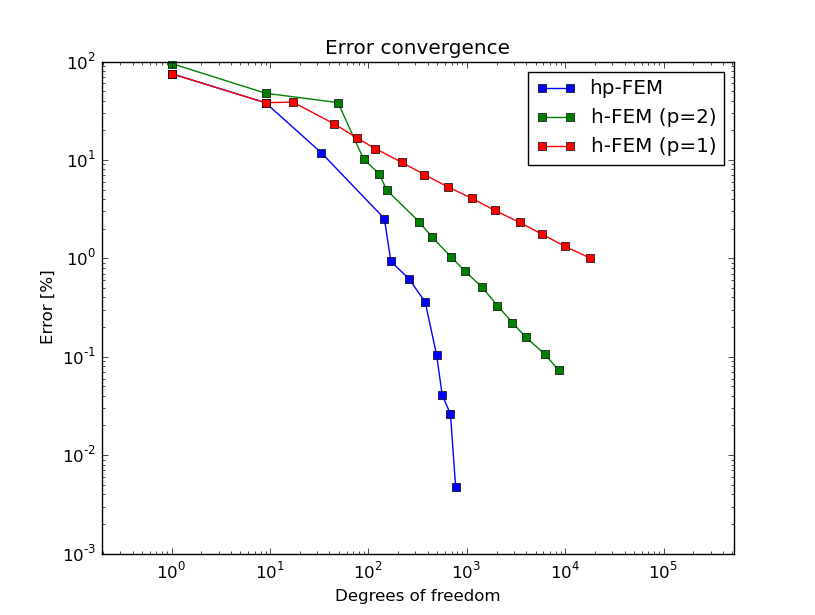 Error convergence
hp-FEM
h-FEM (p=2)
h-FEM (p=1)
10²
10¹
10⁰
10⁻¹
10⁻²
10⁻³
Error [%]
10⁰ 10¹ 10² 10³ 10⁴ 10⁵
Degrees of freedom